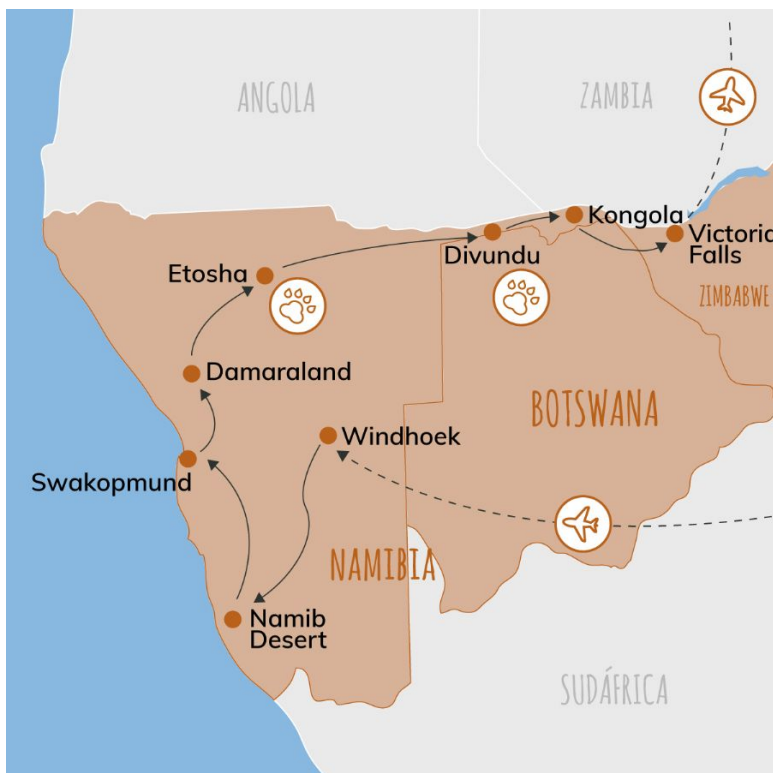 ANGOLA
ZAMBIA
Kongola
Victoria
Falls
Divundu
Etosha
ZIMBABWE
Damaraland
BOTSWANA
Windhoek
Swakopmund
NAMIBIA
Namib
Desert
SUDÁFRICA